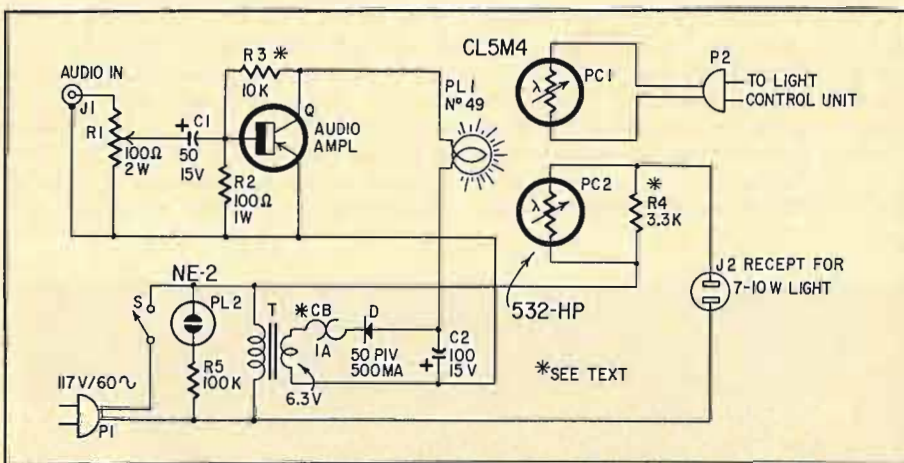 AUDIO IN
J1
R1
100Ω
2W
+ C1
50
15V
R3 *
10K
Q
AUDIO
AMPL
R2
100Ω
1W
PL1
Nº49
CL5M4
PC1
λ
P2
TO LIGHT
CONTROL UNIT
PC2
λ
*
R4
3.3K
532-HP
J2 RECEPT FOR
7-10W LIGHT
NE-2
S
PL2
R5
100K
T
*CB
1A
D
50 PIV
500MA
6.3V
C2
100
+ 15V
*SEE TEXT
117V/60∿
P1